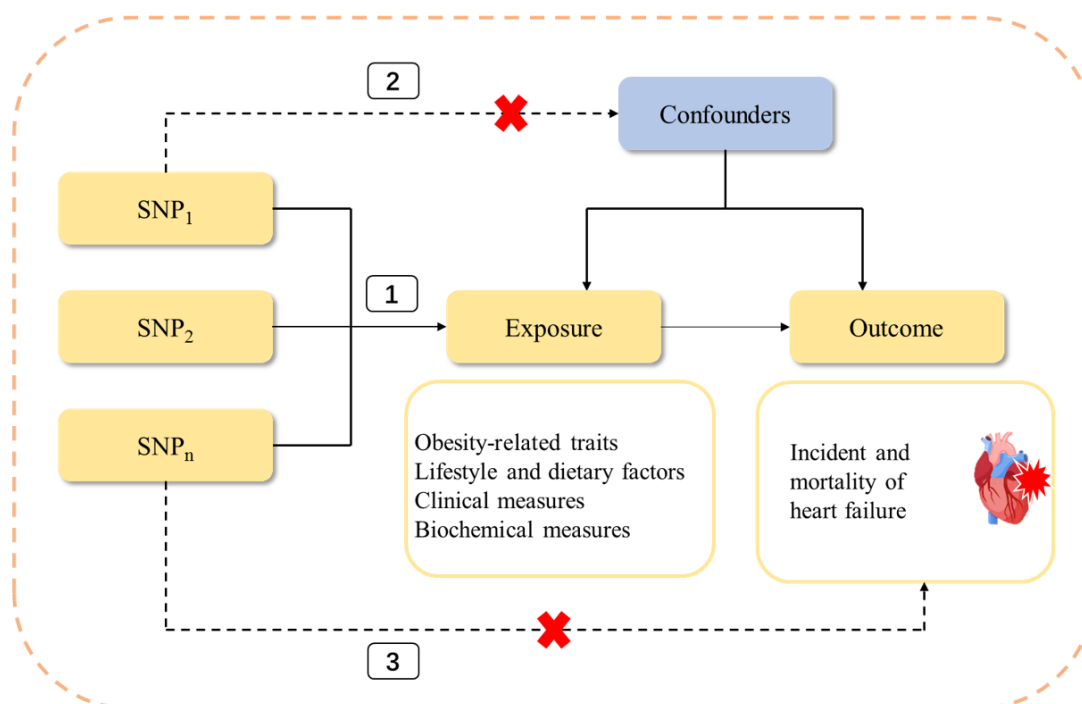 2
Confounders
SNP1
1
SNP2
Exposure
Outcome
SNPn
Obesity-related traits
Lifestyle and dietary factors
Clinical measures
Biochemical measures
Incident and
mortality of
heart failure
3